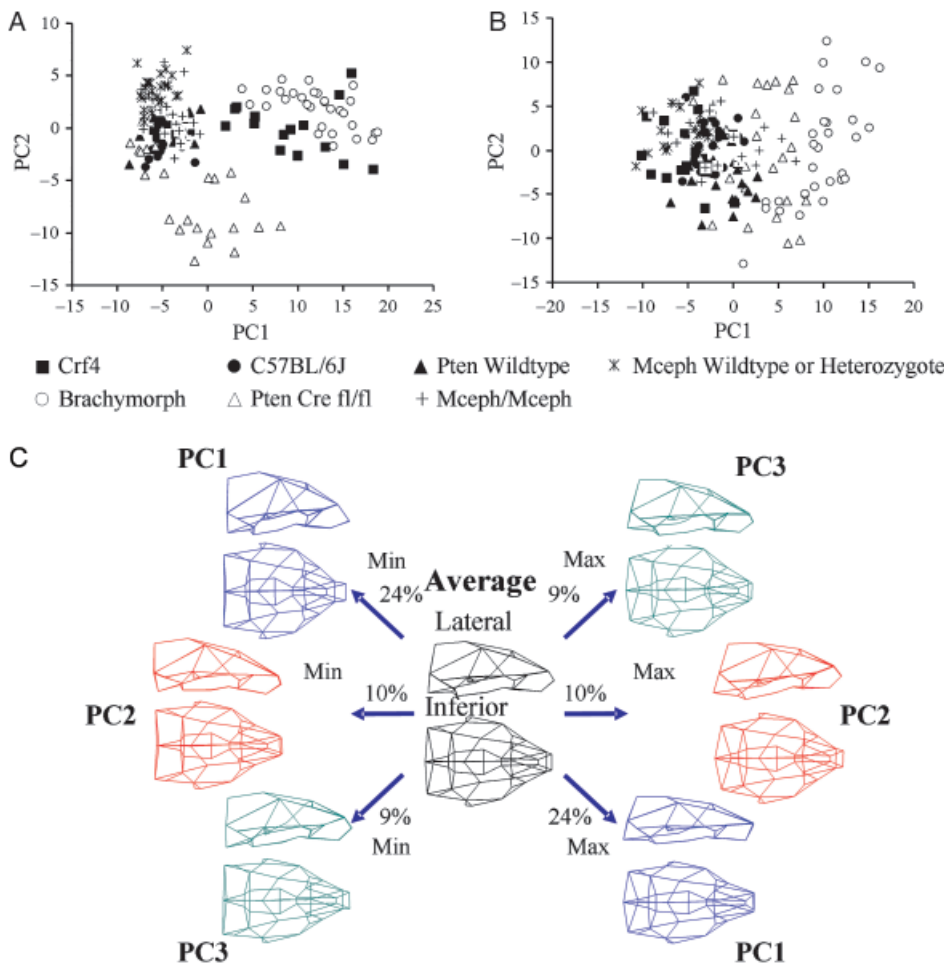 A
B
10
5
0
−5
−10
−15
PC2
−15 −10 −5 0 5 10 15 20 25
PC1
15
10
5
0
−5
−10
−15
PC2
−20 −15 −10 −5 0 5 10 15 20
PC1
■ Crf4 ● C57BL/6J ▲ Pten Wildtype Mceph Wildtype or Heterozygote
○ Brachymorph △ Pten Cre fl/fl + Mceph/Mceph
C
PC1
PC3
Min
24%
Average
Max
9%
Lateral
Min
Max
10%
10%
Inferior
PC2
PC2
9%
Min
24%
Max
PC3
PC1